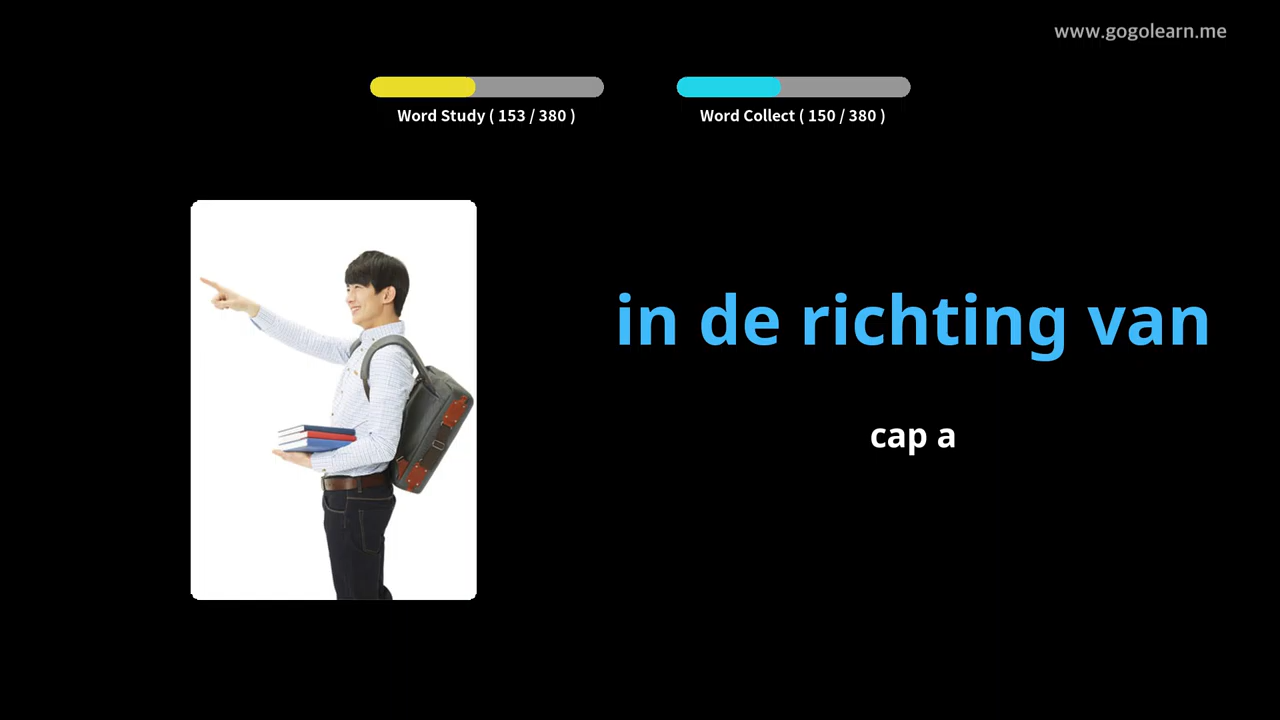 www.gogolearn.me
Word Study ( 153 / 380 )
Word Collect ( 150 / 380 )
in de richting van
cap a